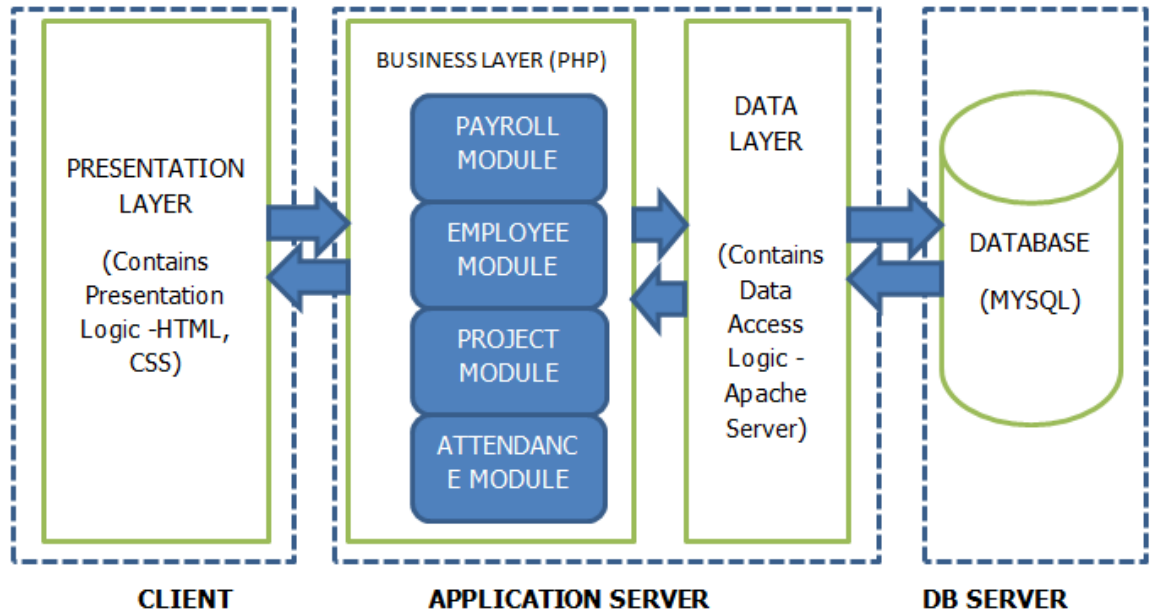 PRESENTATION
LAYER
(Contains
Presentation
Logic -HTML,
CSS)
BUSINESS LAYER (PHP)
PAYROLL
MODULE
EMPLOYEE
MODULE
PROJECT
MODULE
ATTENDANC
E MODULE
DATA
LAYER
(Contains
Data
Access
Logic -
Apache
Server)
DATABASE
(MYSQL)
CLIENT
APPLICATION SERVER
DB SERVER